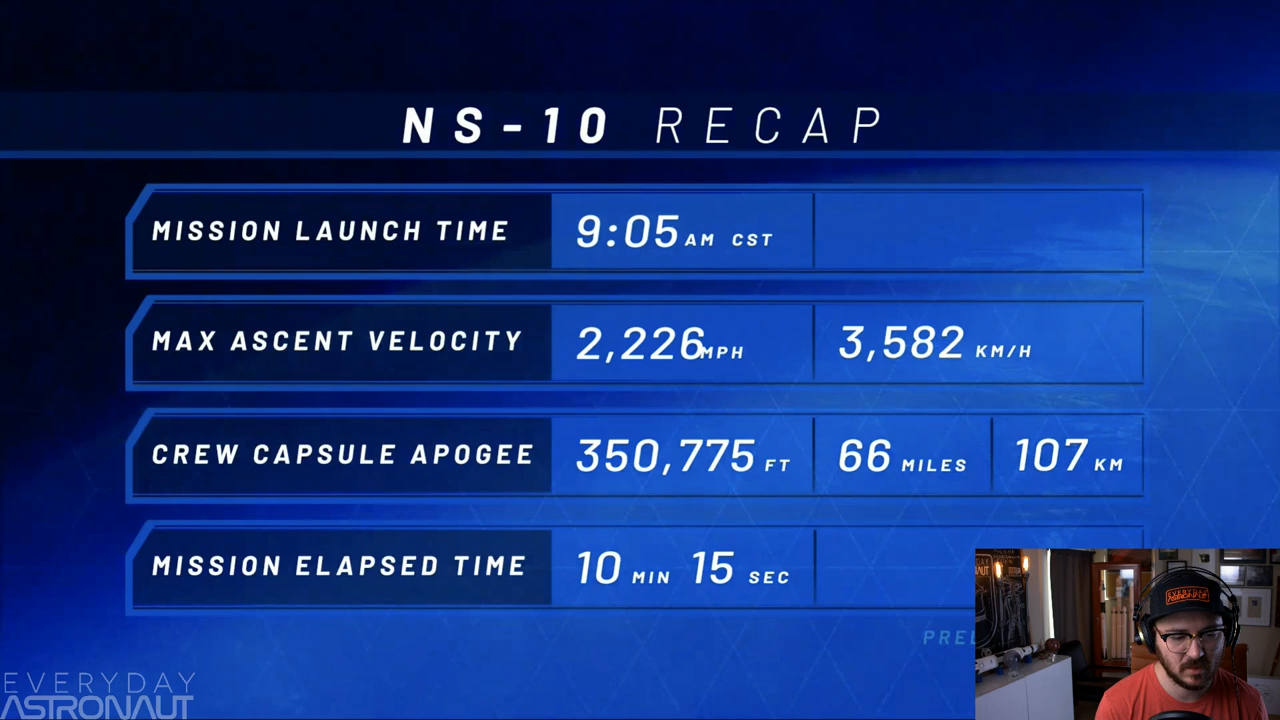 NS-10 RECAP
MISSION LAUNCH TIME 9:05 AM CST
MAX ASCENT VELOCITY 2,226 MPH 3,582 KM/H
CREW CAPSULE APOGEE 350,775 FT 66 MILES 107 KM
MISSION ELAPSED TIME 10 MIN 15 SEC
EVERYDAY
ASTRONAUT
EVERYDAY
ASTRONAUT